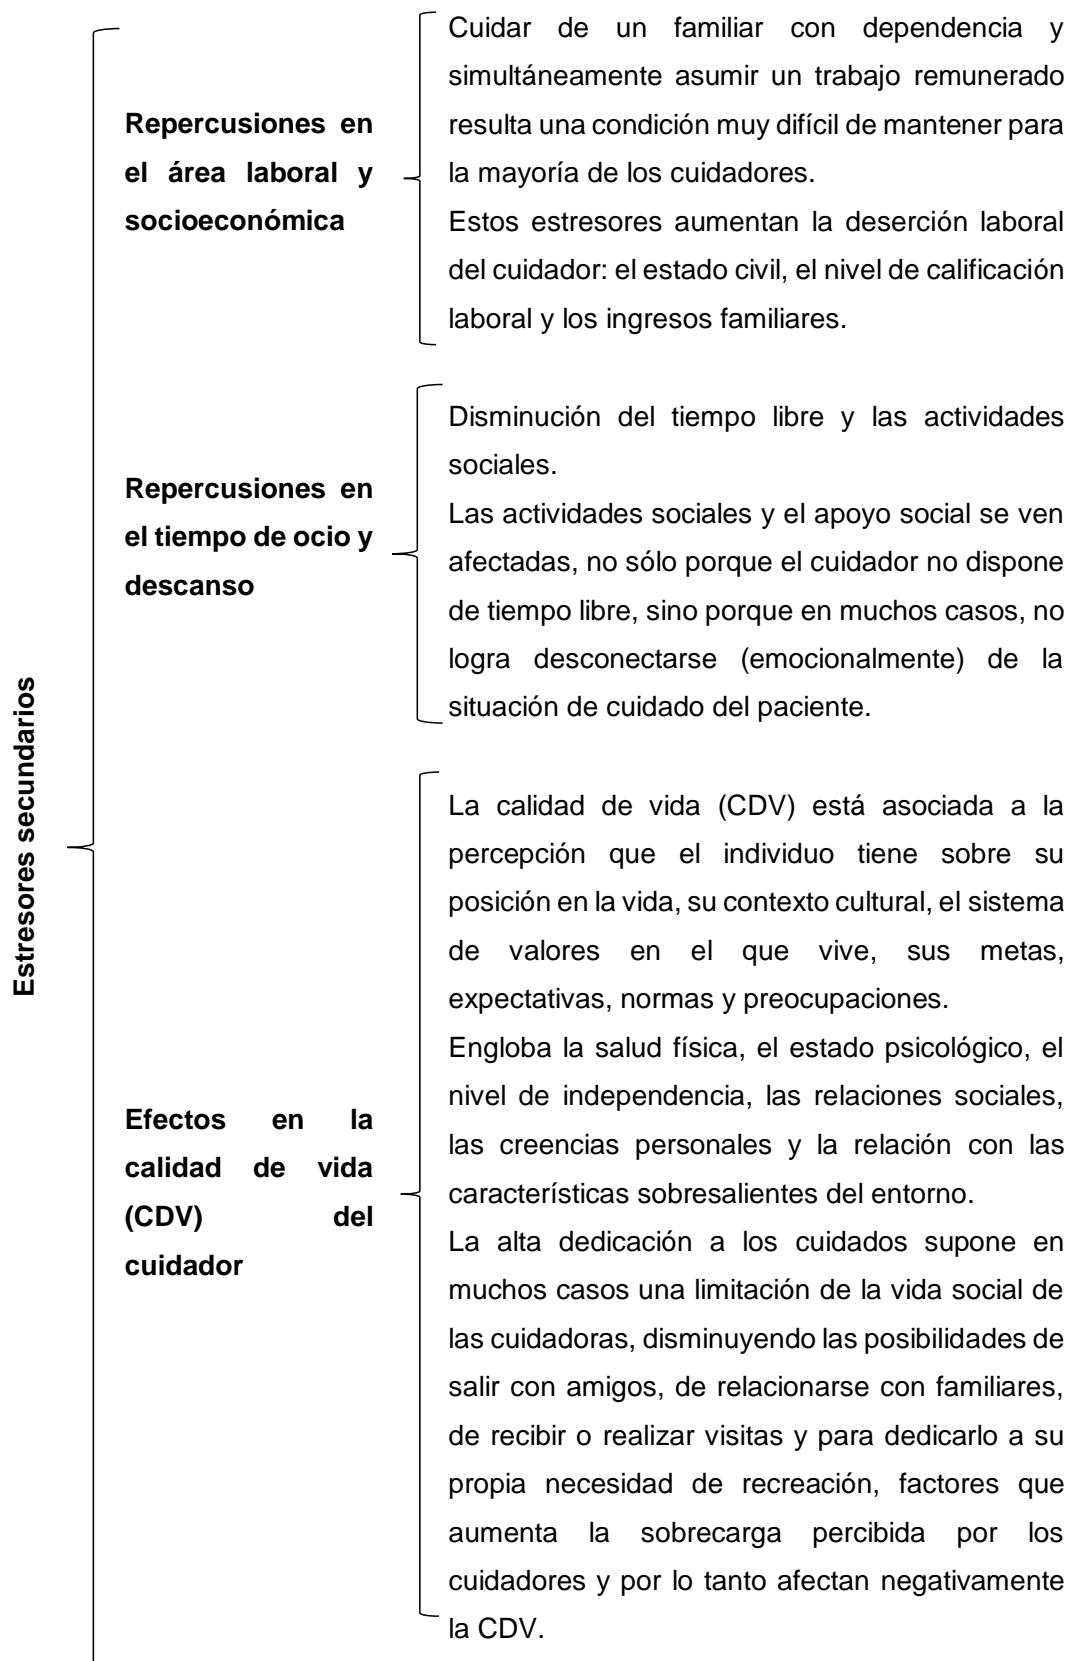 Estresores secundarios
Repercusiones en
el área laboral y
socioeconómica
Cuidar de un familiar con dependencia y
simultáneamente asumir un trabajo remunerado
resulta una condición muy difícil de mantener para
la mayoría de los cuidadores.
Estos estresores aumentan la deserción laboral
del cuidador: el estado civil, el nivel de calificación
laboral y los ingresos familiares.
Repercusiones en
el tiempo de ocio y
descanso
Disminución del tiempo libre y las actividades
sociales.
Las actividades sociales y el apoyo social se ven
afectadas, no sólo porque el cuidador no dispone
de tiempo libre, sino porque en muchos casos, no
logra desconectarse (emocionalmente) de la
situación de cuidado del paciente.
Efectos en la
calidad de vida
(CDV) del
cuidador
La calidad de vida (CDV) está asociada a la
percepción que el individuo tiene sobre su
posición en la vida, su contexto cultural, el sistema
de valores en el que vive, sus metas,
expectativas, normas y preocupaciones.
Engloba la salud física, el estado psicológico, el
nivel de independencia, las relaciones sociales,
las creencias personales y la relación con las
características sobresalientes del entorno.
La alta dedicación a los cuidados supone en
muchos casos una limitación de la vida social de
las cuidadoras, disminuyendo las posibilidades de
salir con amigos, de relacionarse con familiares,
de recibir o realizar visitas y para dedicarlo a su
propia necesidad de recreación, factores que
aumenta la sobrecarga percibida por los
cuidadores y por lo tanto afectan negativamente
la CDV.